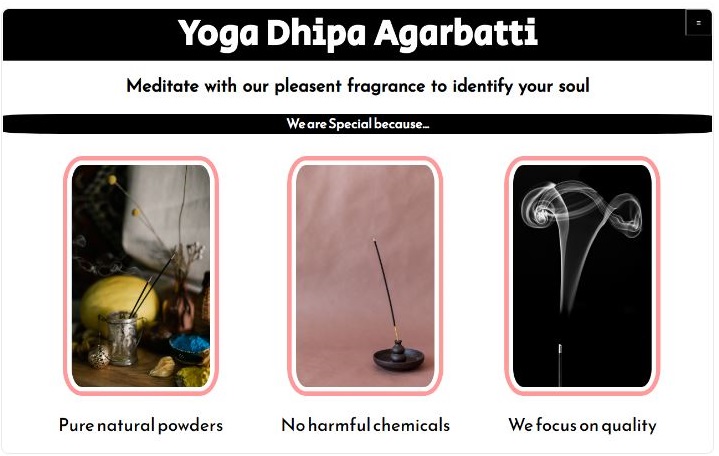 Yoga Dhipa Agarbatti
Meditate with our pleasent fragrance to identify your soul
We are Special because...
Pure natural powders
No harmful chemicals
We focus on quality